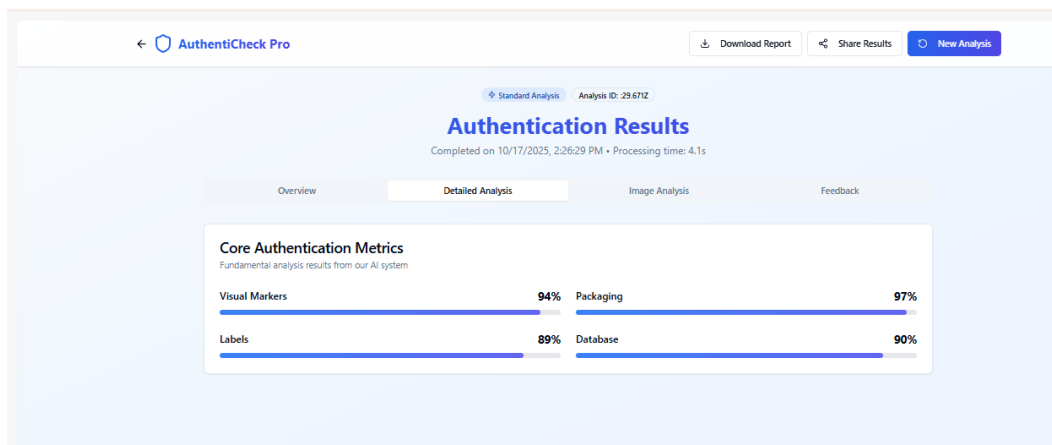 AuthentiCheck Pro
Download Report
Share Results
New Analysis
Standard Analysis
Analysis ID: :29.671Z
Authentication Results
Completed on 10/17/2025, 2:26:29 PM • Processing time: 4.1s
Overview
Detailed Analysis
Image Analysis
Feedback
Core Authentication Metrics
Fundamental analysis results from our AI system
Visual Markers 94%
Packaging 97%
Labels 89%
Database 90%